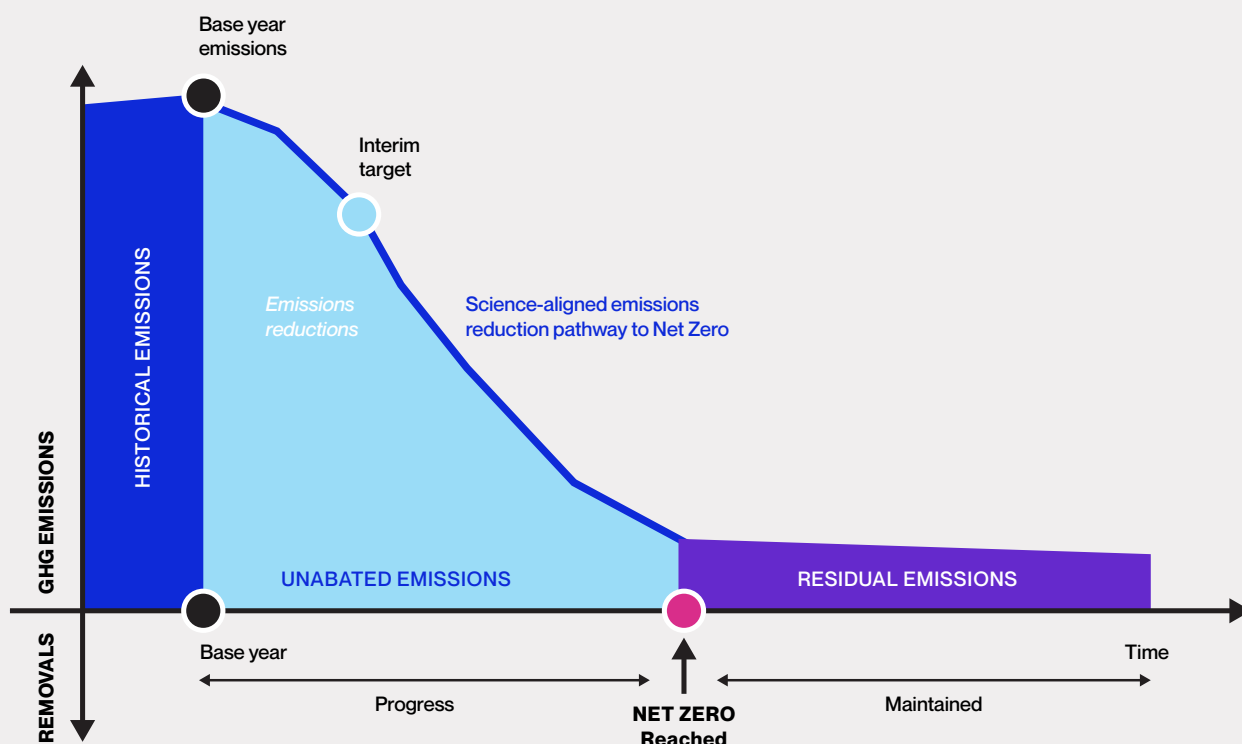 Base year
emissions
Interim
target
Emissions
reductions
Science-aligned emissions
reduction pathway to Net Zero
HISTORICAL EMISSIONS
GHG EMISSIONS
UNABATED EMISSIONS
RESIDUAL EMISSIONS
REMOVALS
Base year
Time
Progress
Maintained
NET ZERO
Reached